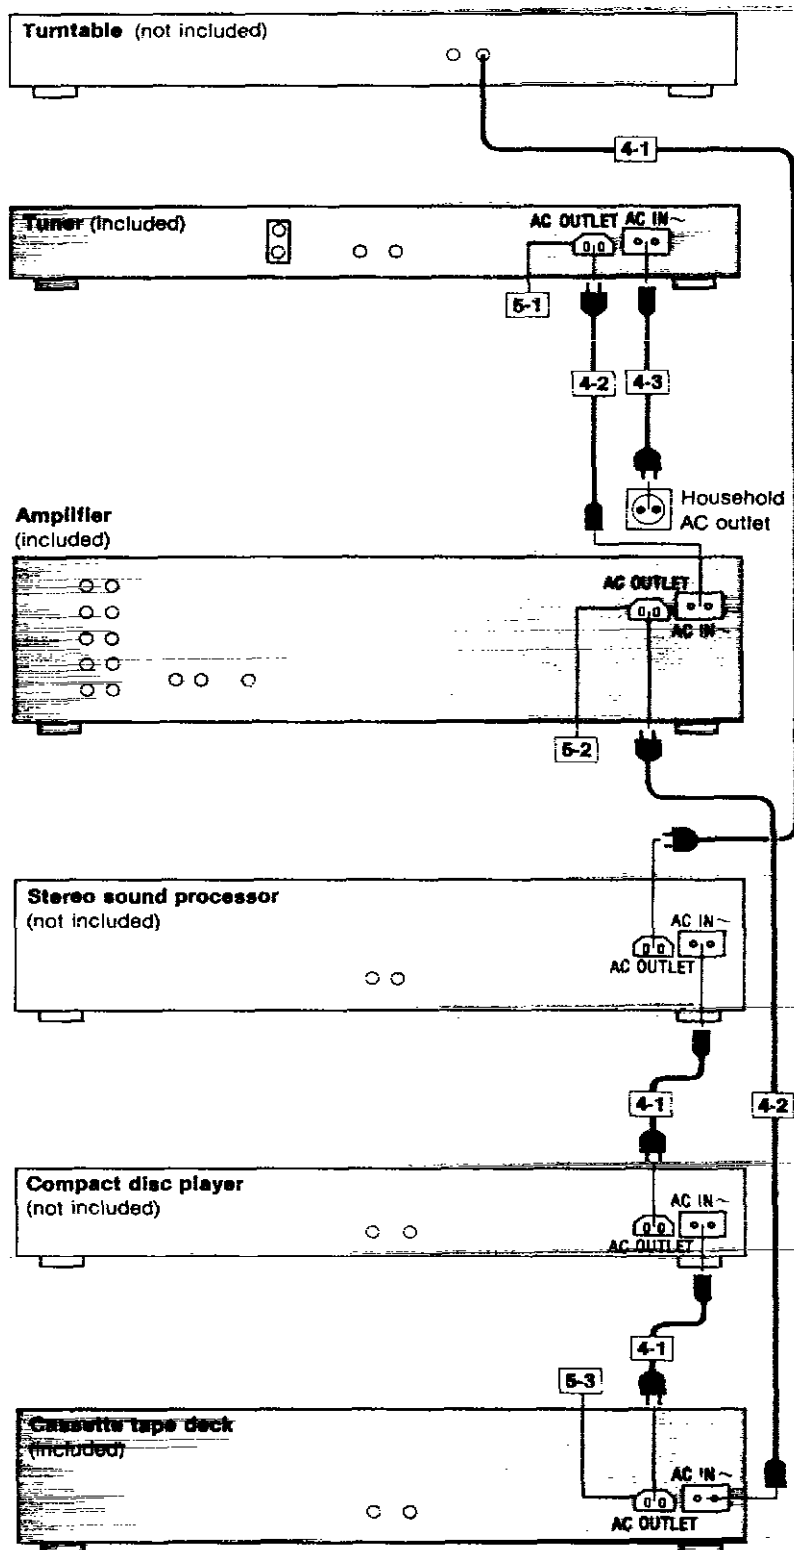 Turntable (not included)
4-1
Tuner (included)
AC OUTLET AC IN ~
5-1
4-2 4-3
Household
AC outlet
Amplifier
(included)
AC OUTLET
AC IN ~
5-2
Stereo sound processor
(not included)
AC IN ~
AC OUTLET
4-1
4-2
Compact disc player
(not included)
AC IN ~
AC OUTLET
4-1
5-3
Cassette tape deck
(included)
AC IN ~
AC OUTLET